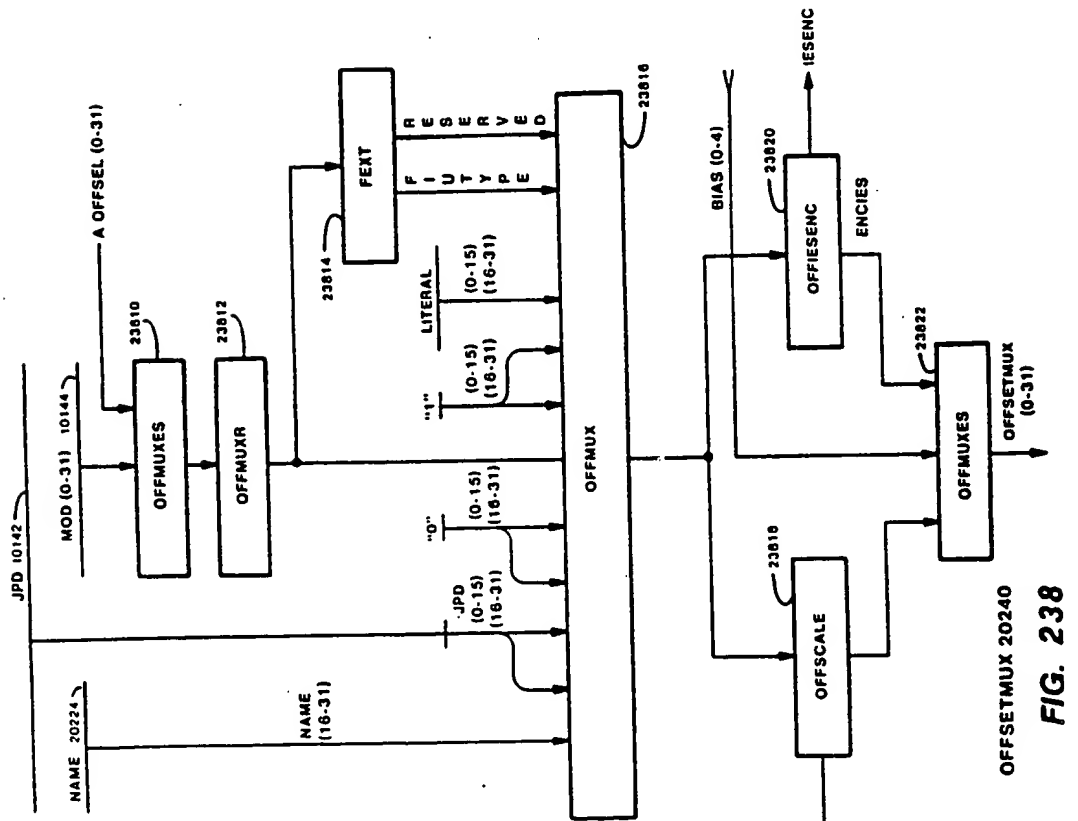 JPD 10142
MOD (0-31) 10144
A OFFSEL (0-31)
NAME 20224
23810
OFFMUXES
23812
OFFMUXR
FEXT
23814
FIUTYPE
RESERVED
NAME
(16-31)
JPD
(0-15)
(16-31)
"0"
(0-15)
(16-31)
"1"
(0-15)
(16-31)
LITERAL
(0-15)
(16-31)
OFFMUX
23816
BIAS (0-4)
23820
OFFIESENC
IESENC
ENCIES
23818
OFFSCALE
23822
OFFMUXES
OFFSETMUX
(0-31)
OFFSETMUX 20240
FIG. 238